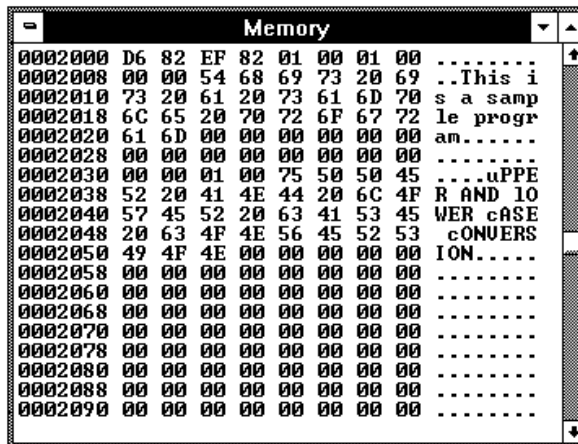 Memory
0002000 D6 82 EF 82 01 00 01 00 ........
0002008 00 00 54 68 69 73 20 69 ..This i
0002010 73 20 61 20 73 61 6D 70 s a samp
0002018 6C 65 20 70 72 6F 67 72 le progr
0002020 61 6D 00 00 00 00 00 00 am......
0002028 00 00 00 00 00 00 00 00 ........
0002030 00 00 01 00 75 50 50 45 ....uPPE
0002038 52 20 41 4E 44 20 6C 4F R AND lO
0002040 57 45 52 20 63 41 53 45 WER cASE
0002048 20 63 4F 4E 56 45 52 53  cONVERS
0002050 49 4F 4E 00 00 00 00 00 ION.....
0002058 00 00 00 00 00 00 00 00 ........
0002060 00 00 00 00 00 00 00 00 ........
0002068 00 00 00 00 00 00 00 00 ........
0002070 00 00 00 00 00 00 00 00 ........
0002078 00 00 00 00 00 00 00 00 ........
0002080 00 00 00 00 00 00 00 00 ........
0002088 00 00 00 00 00 00 00 00 ........
0002090 00 00 00 00 00 00 00 00 ........